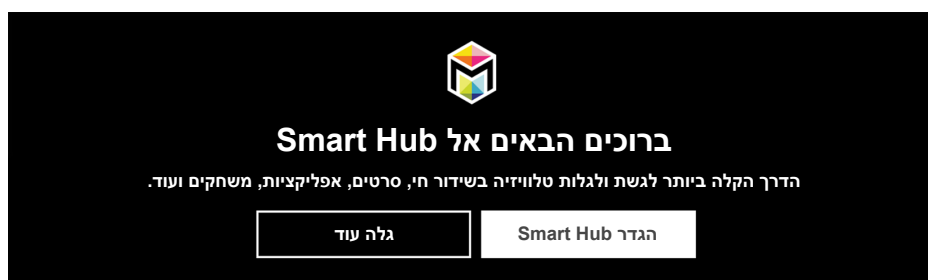 ברוכים הבאים אל Smart Hub
הדרך הקלה ביותר לגשת ולגלות טלוויזיה בשידור חי, סרטים, אפליקציות, משחקים ועוד.
הגדר Smart Hub
גלה עוד